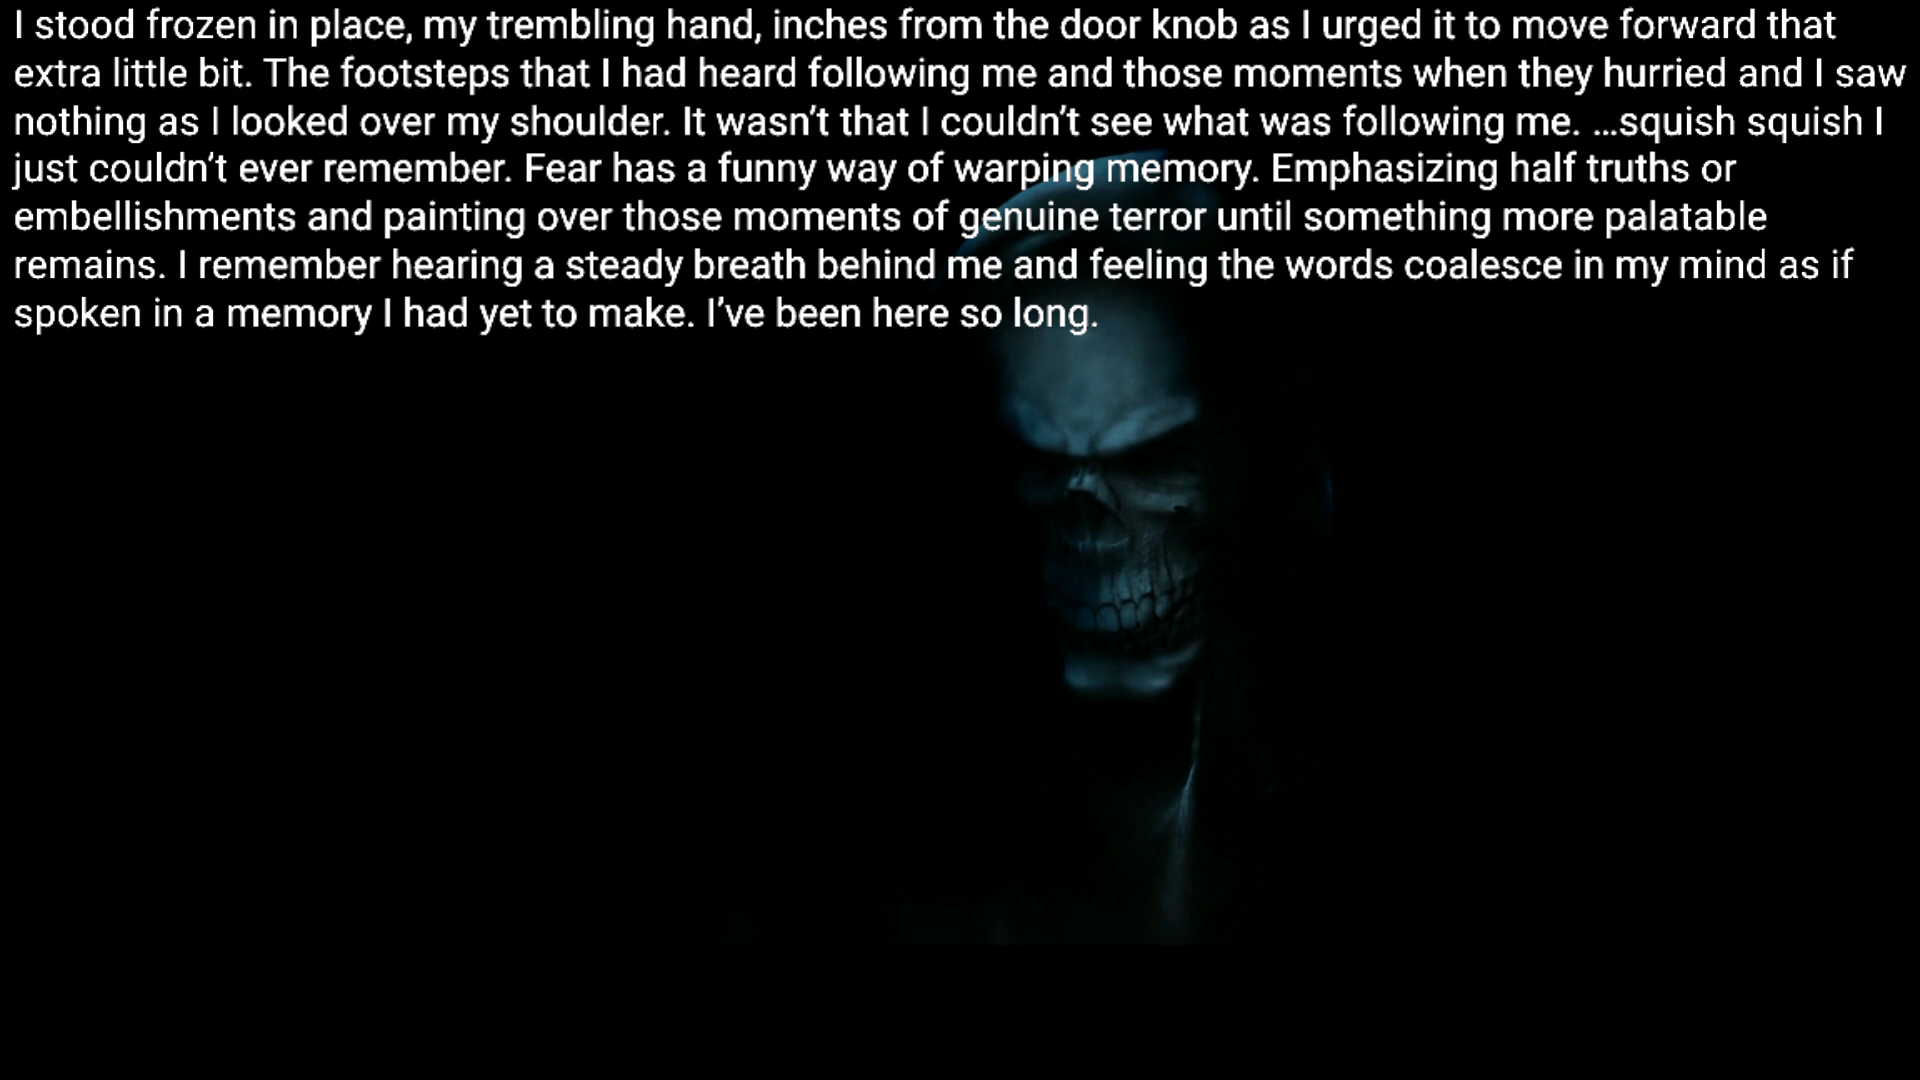 I stood frozen in place, my trembling hand, inches from the door knob as I urged it to move forward that
extra little bit. The footsteps that I had heard following me and those moments when they hurried and I saw
nothing as I looked over my shoulder. It wasn’t that I couldn’t see what was following me. …squish squish I
just couldn’t ever remember. Fear has a funny way of warping memory. Emphasizing half truths or
embellishments and painting over those moments of genuine terror until something more palatable
remains. I remember hearing a steady breath behind me and feeling the words coalesce in my mind as if
spoken in a memory I had yet to make. I’ve been here so long.